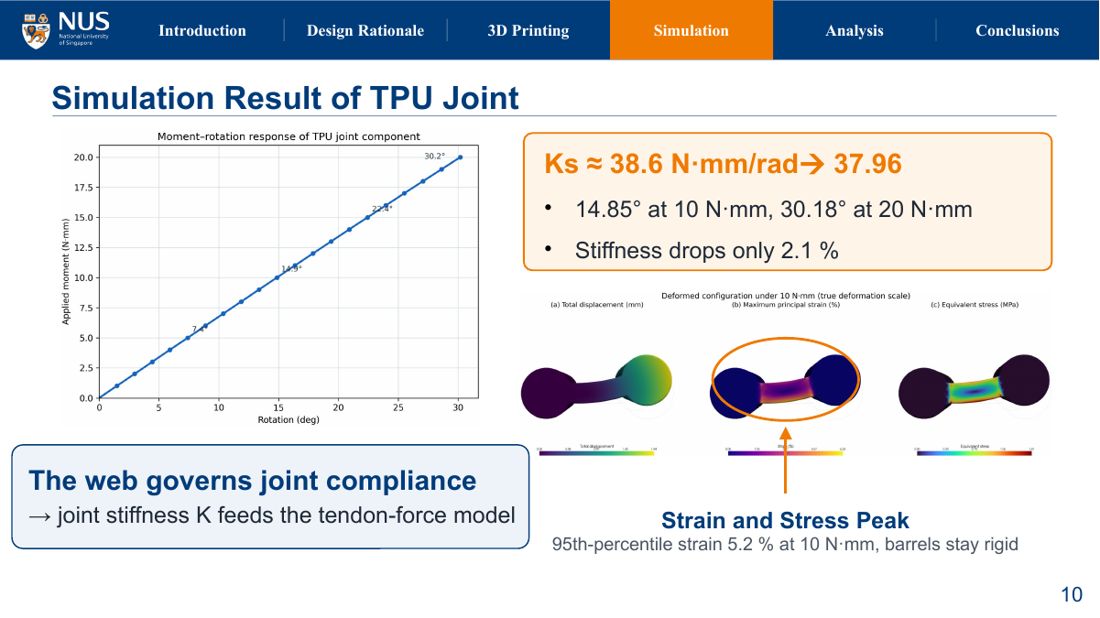 NUS
National University
of Singapore
Introduction
Design Rationale
3D Printing
Simulation
Analysis
Conclusions
Simulation Result of TPU Joint
Moment–rotation response of TPU joint component
20.0
17.5
15.0
12.5
10.0
7.5
5.0
2.5
0.0
Applied moment (N·mm)
30.2°
22.4°
14.9°
0
5
10
15
20
25
30
Rotation (deg)
Ks ≈ 38.6 N·mm/rad→ 37.96
• 14.85° at 10 N·mm, 30.18° at 20 N·mm
• Stiffness drops only 2.1 %
Deformed configuration under 10 N·mm (true deformation scale)
(a) Total displacement (mm)
(b) Maximum principal strain (%)
(c) Equivalent stress (MPa)
Total displacement
Equivalent stress
The web governs joint compliance
→ joint stiffness K feeds the tendon-force model
Strain and Stress Peak
95th-percentile strain 5.2 % at 10 N·mm, barrels stay rigid
10